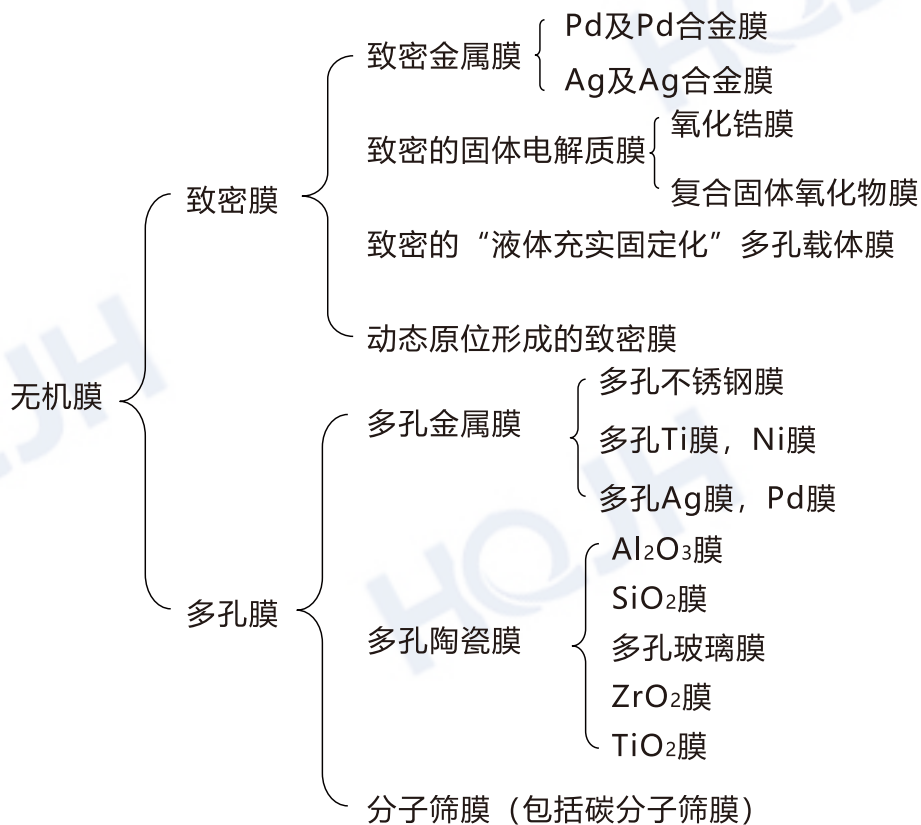 Pd及Pd合金膜
致密金属膜
Ag及Ag合金膜
氧化锆膜
致密的固体电解质膜
致密膜
复合固体氧化物膜
致密的“液体充实固定化”多孔载体膜
动态原位形成的致密膜
无机膜
多孔不锈钢膜
多孔金属膜
多孔Ti膜，Ni膜
多孔Ag膜，Pd膜
Al₂O₃膜
SiO₂膜
多孔膜
多孔陶瓷膜
多孔玻璃膜
ZrO₂膜
TiO₂膜
分子筛膜（包括碳分子筛膜）
HQJH